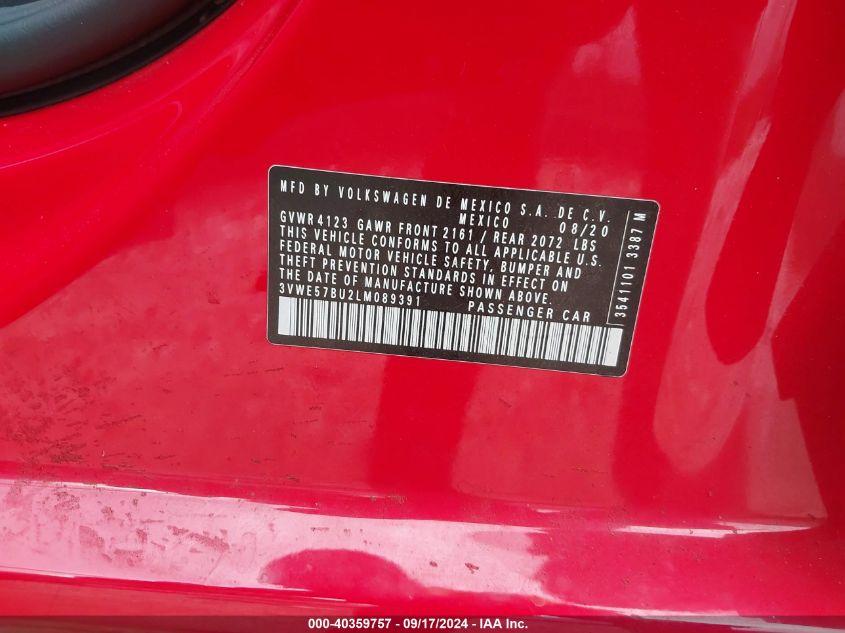 MFD BY VOLKSWAGEN DE MEXICO S.A. DE C.V.
MEXICO 08/20
GVWR 4123 GAWR FRONT 2161 / REAR 2072 LBS
THIS VEHICLE CONFORMS TO ALL APPLICABLE U.S.
FEDERAL MOTOR VEHICLE SAFETY, BUMPER AND
THEFT PREVENTION STANDARDS IN EFFECT ON
THE DATE OF MANUFACTURE SHOWN ABOVE.
3VWE57BU2LM089391 PASSENGER CAR
3541101 3387 M
000-40359757 - 09/17/2024 - IAA Inc.